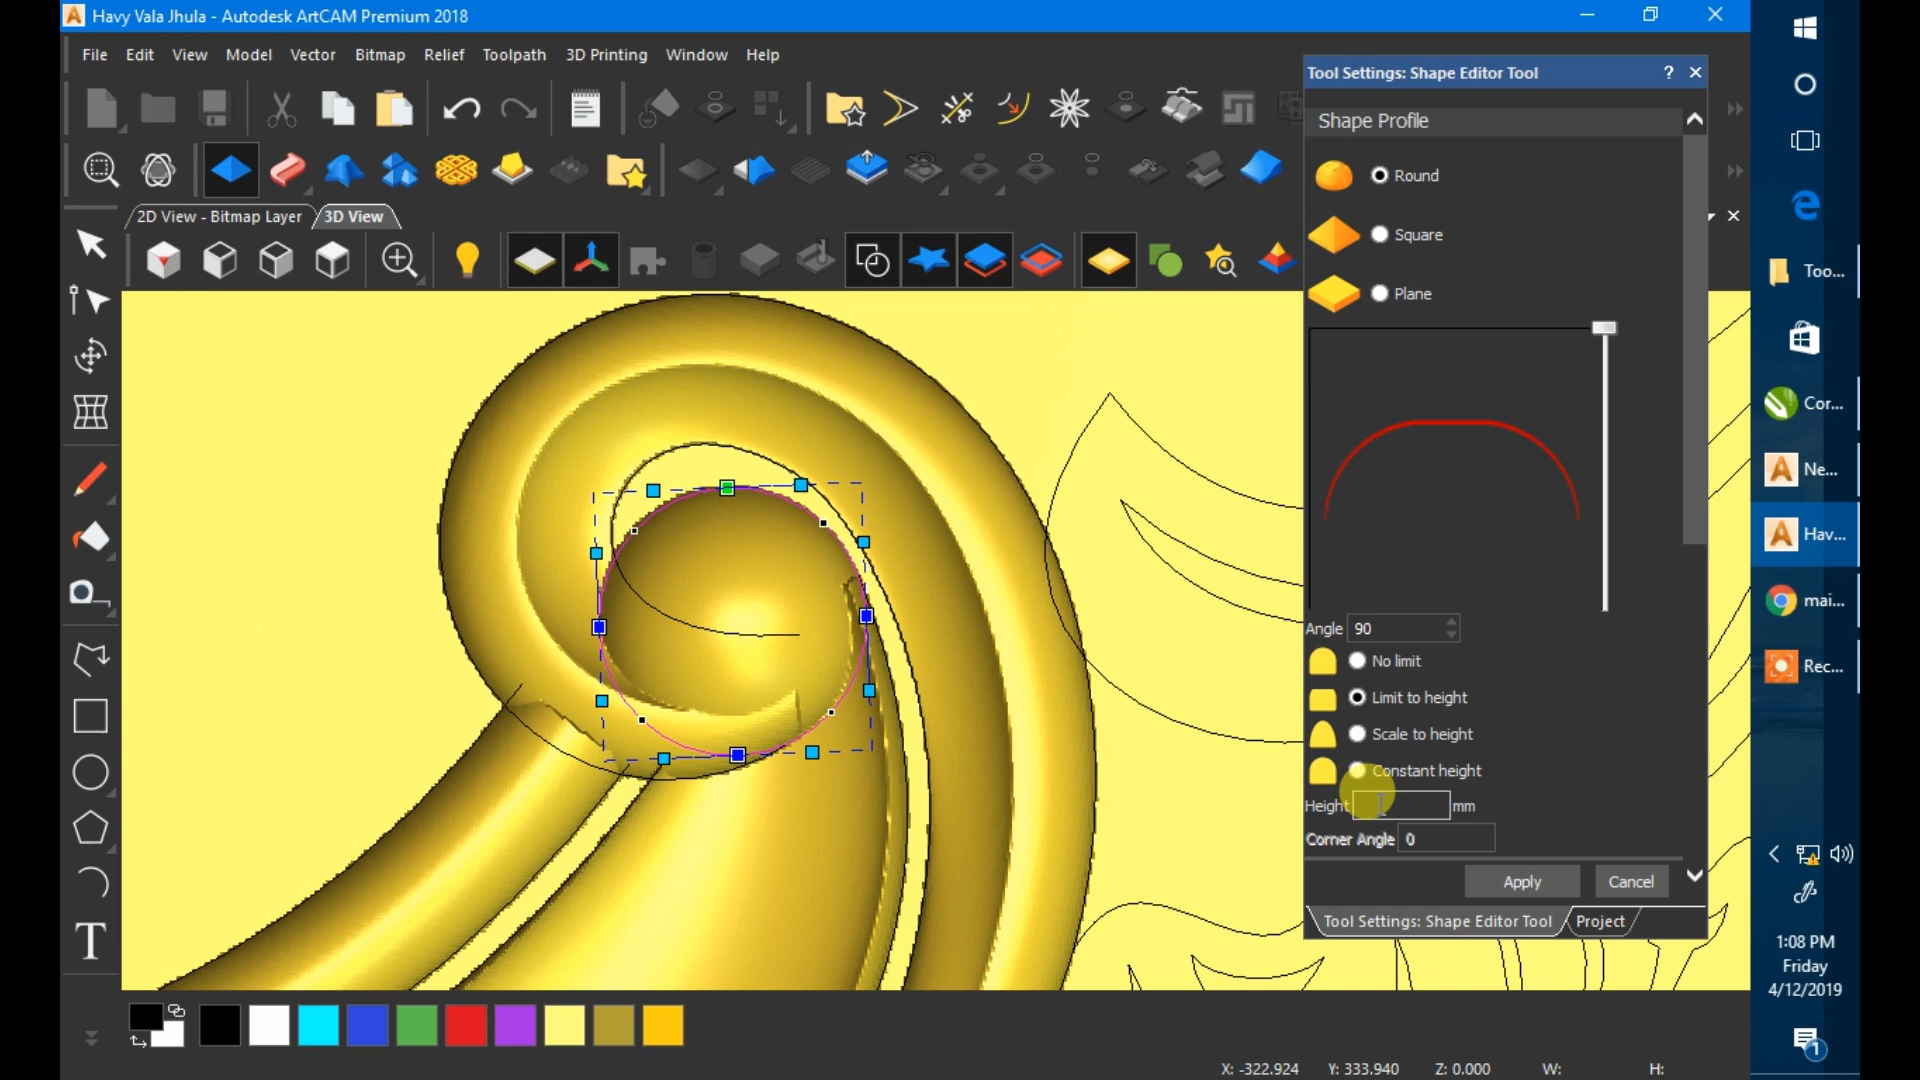 Havy Vala Jhula - Autodesk ArtCAM Premium 2018
File Edit View Model Vector Bitmap Relief Toolpath 3D Printing Window Help
Tool Settings: Shape Editor Tool ?
Shape Profile
Round
Square
Plane
2D View - Bitmap Layer 3D View
Angle 90
No limit
Limit to height
Scale to height
Constant height
Height mm
Corner Angle 0
Apply Cancel
Tool Settings: Shape Editor Tool Project
T
X: -322.924 Y: 333.940 Z: 0.000 W: H:
Too...
Cor...
Ne...
Hav...
mai...
Rec...
1:08 PM
Friday
4/12/2019
1